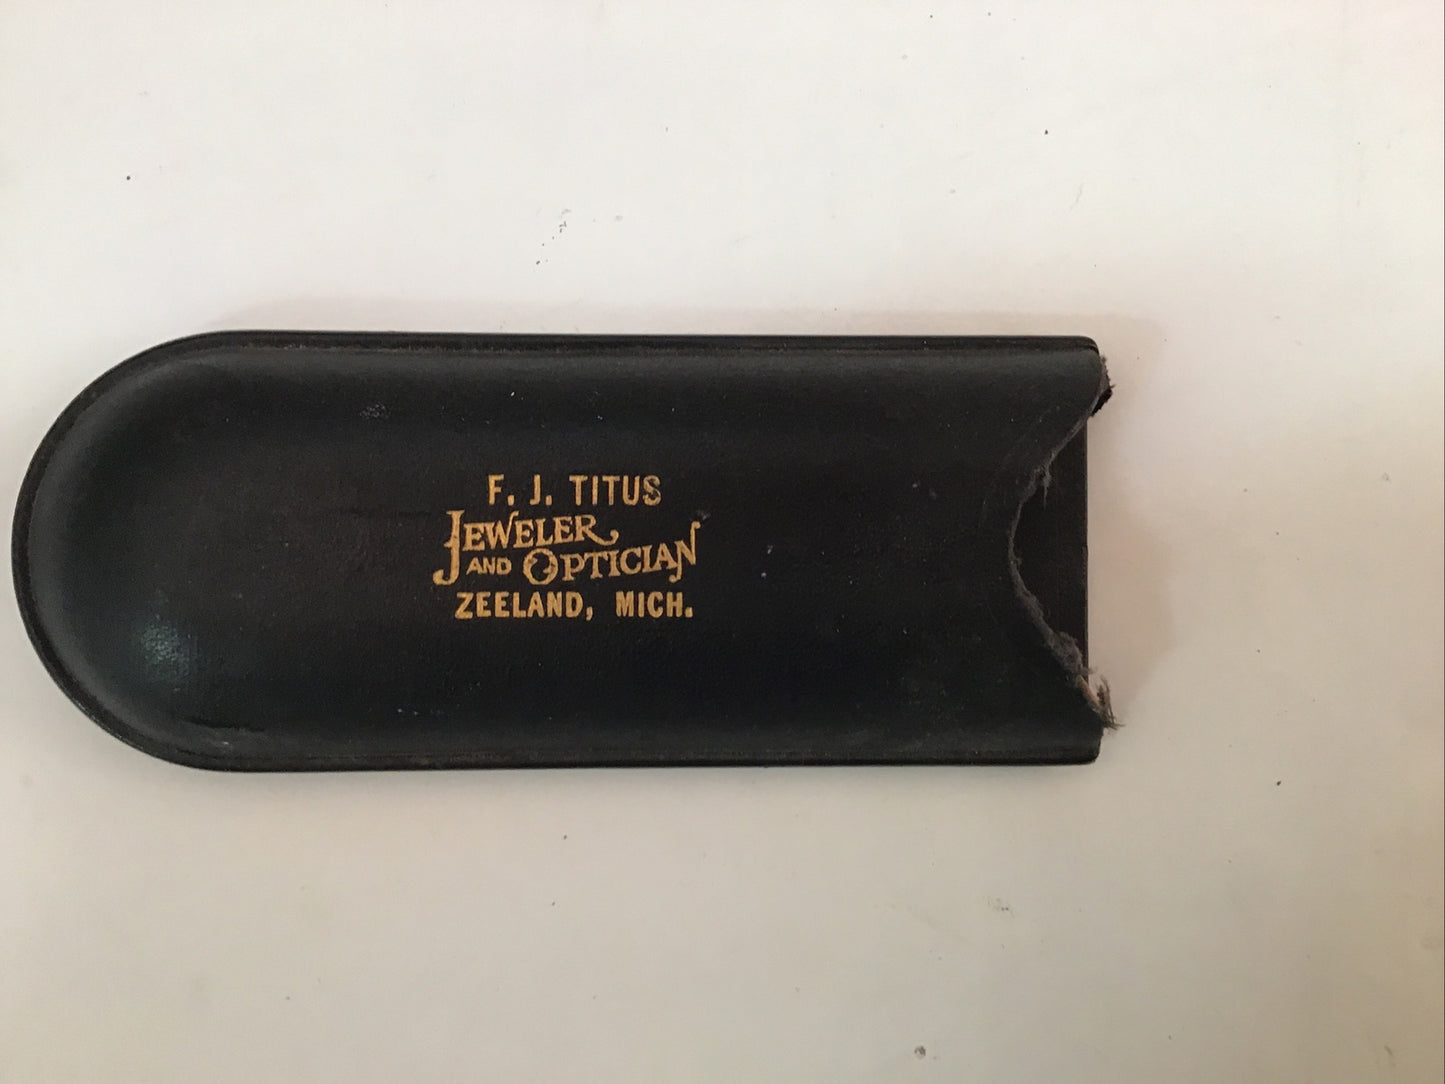 F. J. TITUS
JEWELER
AND OPTICIAN
ZEELAND, MICH.